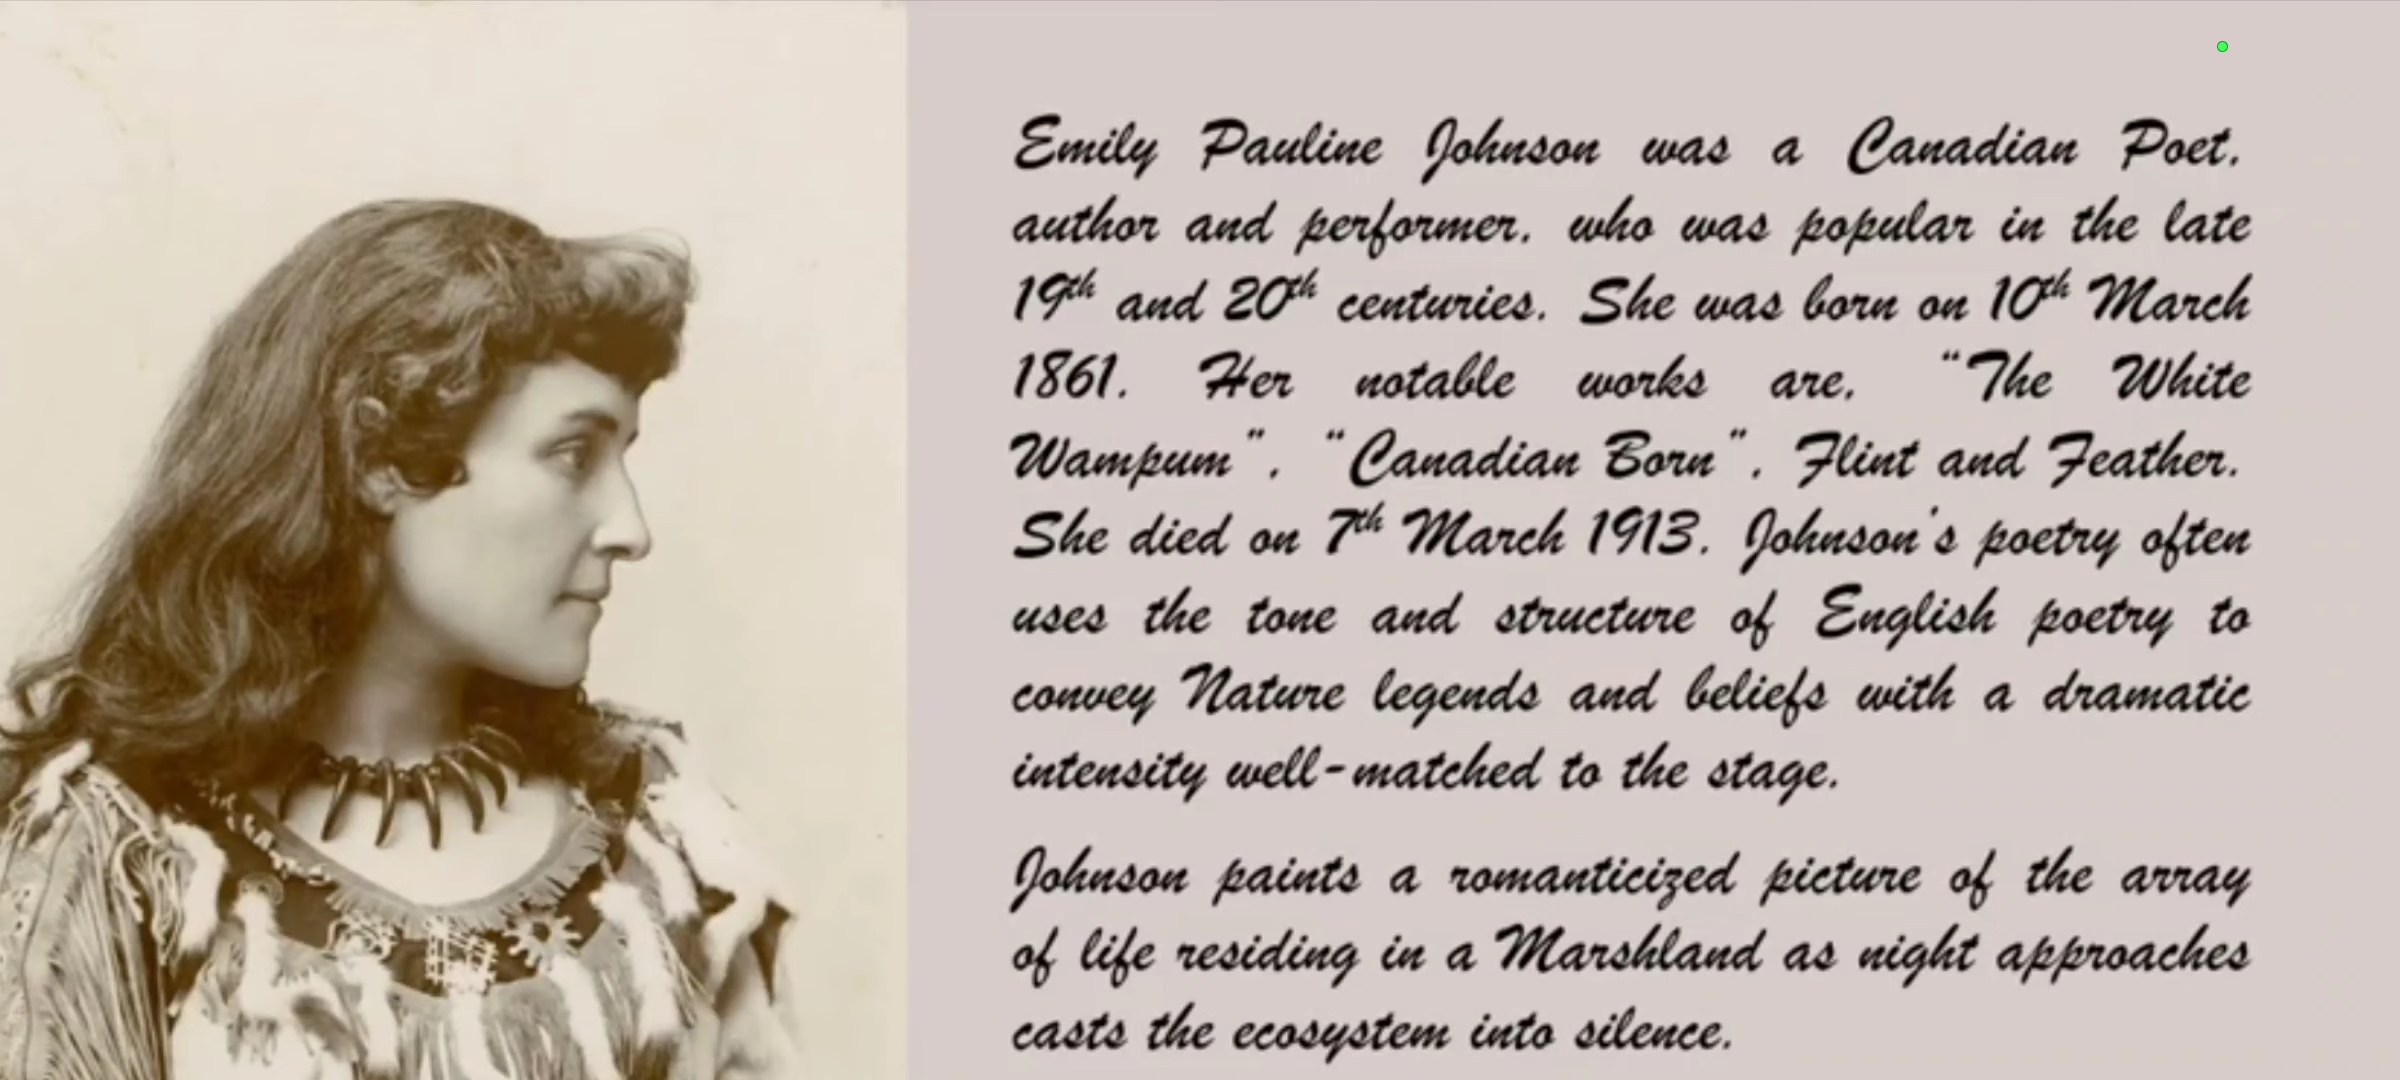 Emily Pauline Johnson was a Canadian Poet,
author and performer, who was popular in the late
19th and 20th centuries. She was born on 10th March
1861. Her notable works are, “The White
Wampum”, “Canadian Born”, Flint and Feather.
She died on 7th March 1913. Johnson's poetry often
uses the tone and structure of English poetry to
convey Nature legends and beliefs with a dramatic
intensity well-matched to the stage.
Johnson paints a romanticized picture of the array
of life residing in a Marshland as night approaches
casts the ecosystem into silence.